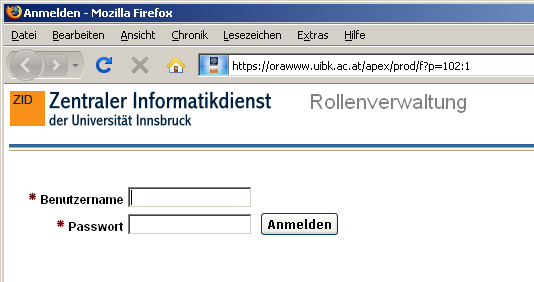 Anmelden - Mozilla Firefox
Datei Bearbeiten Ansicht Chronik Lesezeichen Extras Hilfe
https://orawww.uibk.ac.at/apex/prod/f?p=102:1
ZID Zentraler Informatikdienst Rollenverwaltung
der Universität Innsbruck
* Benutzername
* Passwort Anmelden